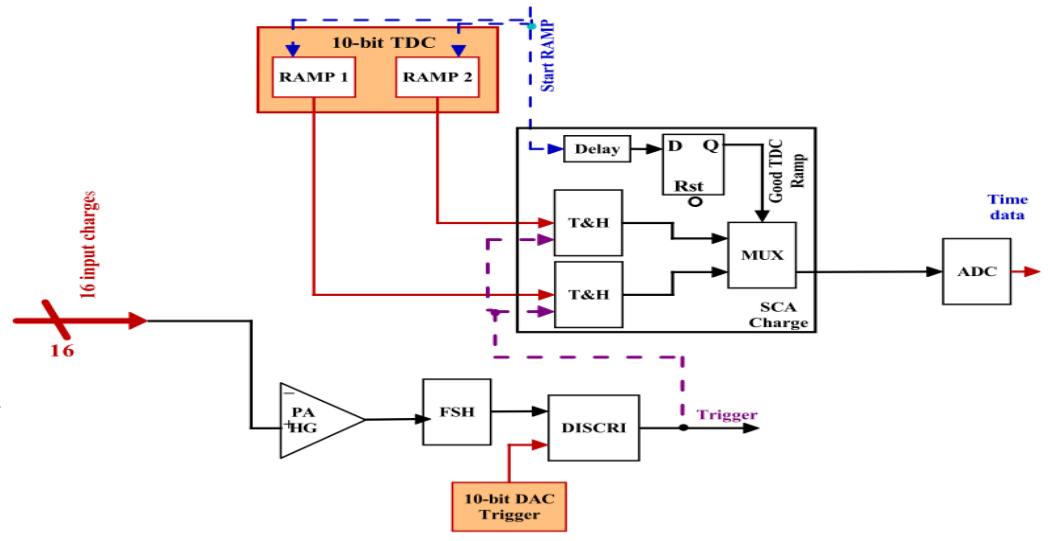 10-bit TDC
RAMP 1
RAMP 2
Start RAMP
Delay
D Q
Rst
Good TDC
Ramp
T&H
T&H
MUX
SCA
Charge
ADC
Time
data
16 input charges
16
−
PA
+
HG
FSH
DISCRI
Trigger
10-bit DAC
Trigger